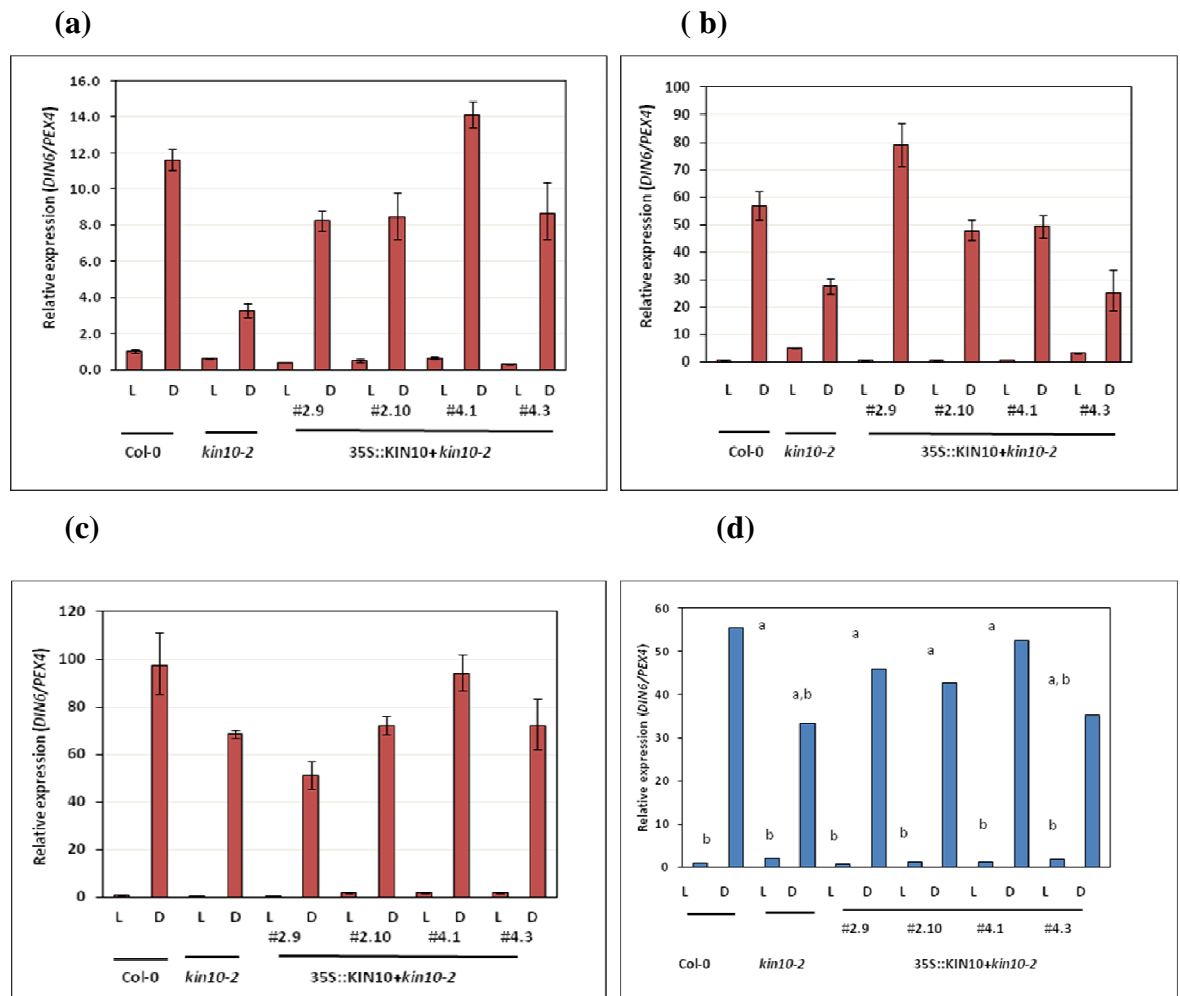 (a)
Relative expression (DIN6/PEX4)
16.0
14.0
12.0
10.0
8.0
6.0
4.0
2.0
0.0
L D L D L D L D L D L D
#2.9 #2.10 #4.1 #4.3
Col-0 kin10-2 35S::KIN10+kin10-2
( b)
Relative expression [DIN6/PEX4)
100
90
80
70
60
50
40
30
20
10
0
L D L D L D L D L D L D
#2.9 #2.10 #4.1 #4.3
Col-0 kin10-2 35S::KIN10+kin10-2
(c)
Relative expression (DIN6/PEX4)
120
100
80
60
40
20
0
L D L D L D L D L D L D
#2.9 #2.10 #4.1 #4.3
Col-0 kin10-2 35S::KIN10+kin10-2
(d)
Relative expression (DIN6/PEX4)
60
50
40
30
20
10
0
a a a a
a,b a, b
b b b b b b
L D L D L D L D L D L D
#2.9 #2.10 #4.1 #4.3
Col-0 kin10-2 35S::KIN10+kin10-2